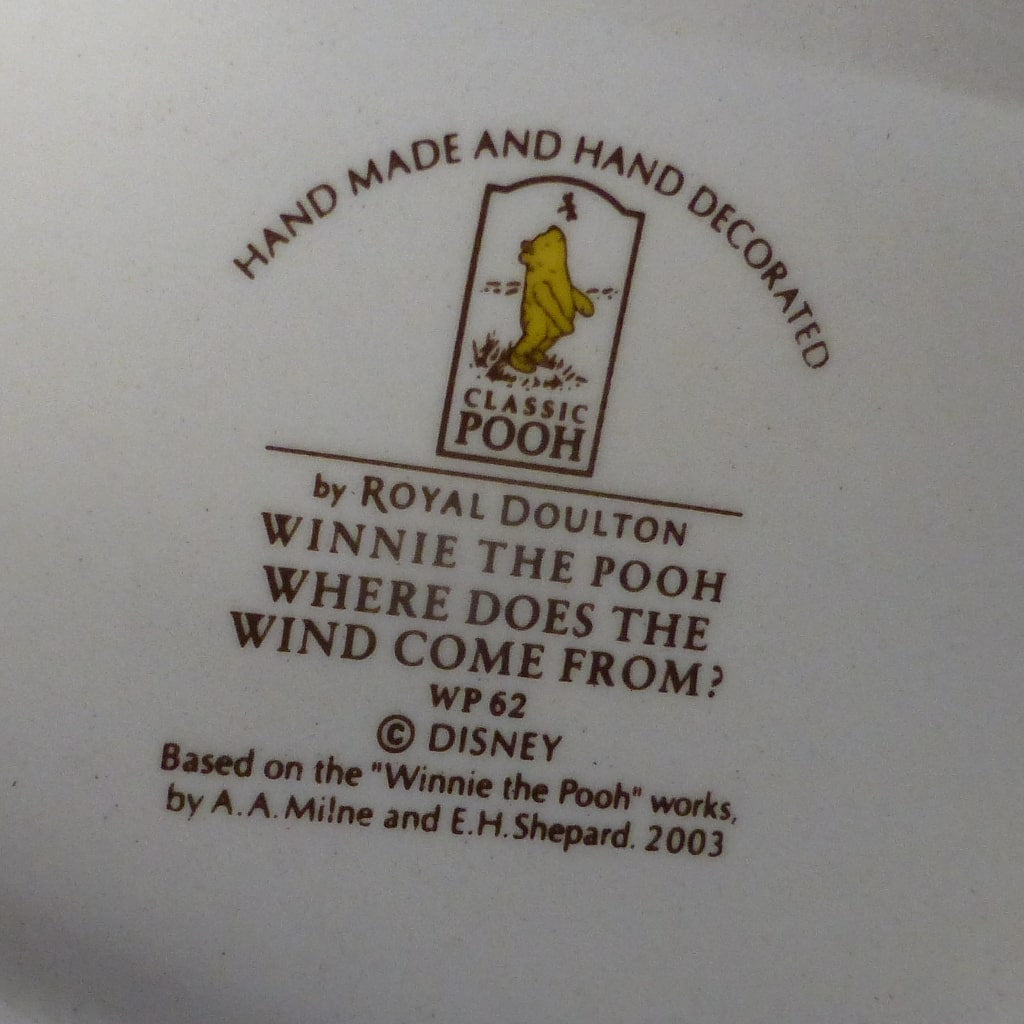 HAND MADE AND HAND DECORATED
CLASSIC
POOH
by ROYAL DOULTON
WINNIE THE POOH
WHERE DOES THE
WIND COME FROM?
WP 62
© DISNEY
Based on the "Winnie the Pooh" works,
by A.A. Milne and E.H. Shepard. 2003